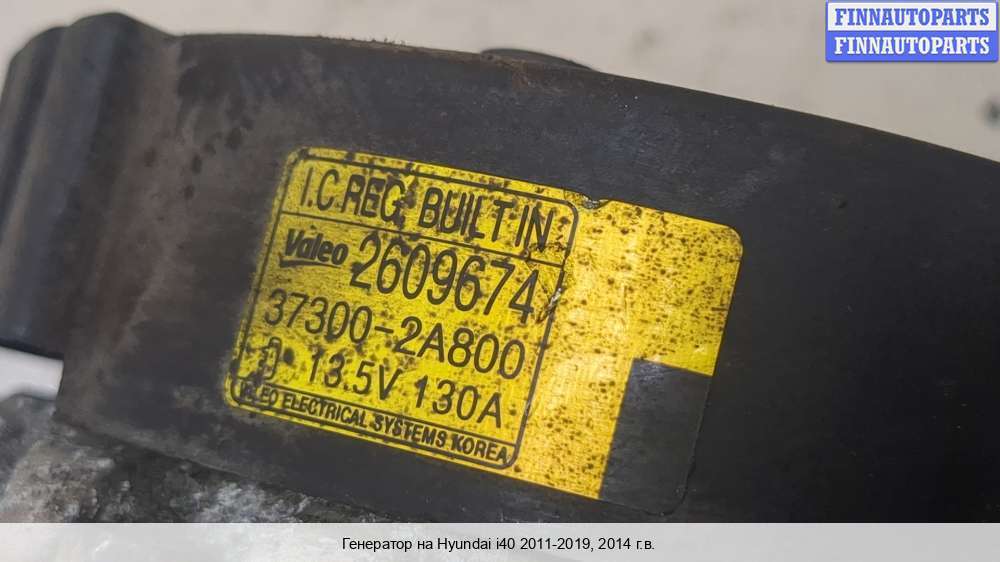 FINNAUTOPARTS
FINNAUTOPARTS
I.C.REG. BUILT IN
Valeo 2609674
37300-2A800
13.5V 130A
VALEO ELECTRICAL SYSTEMS KOREA
Генератор на Hyundai i40 2011-2019, 2014 г.в.